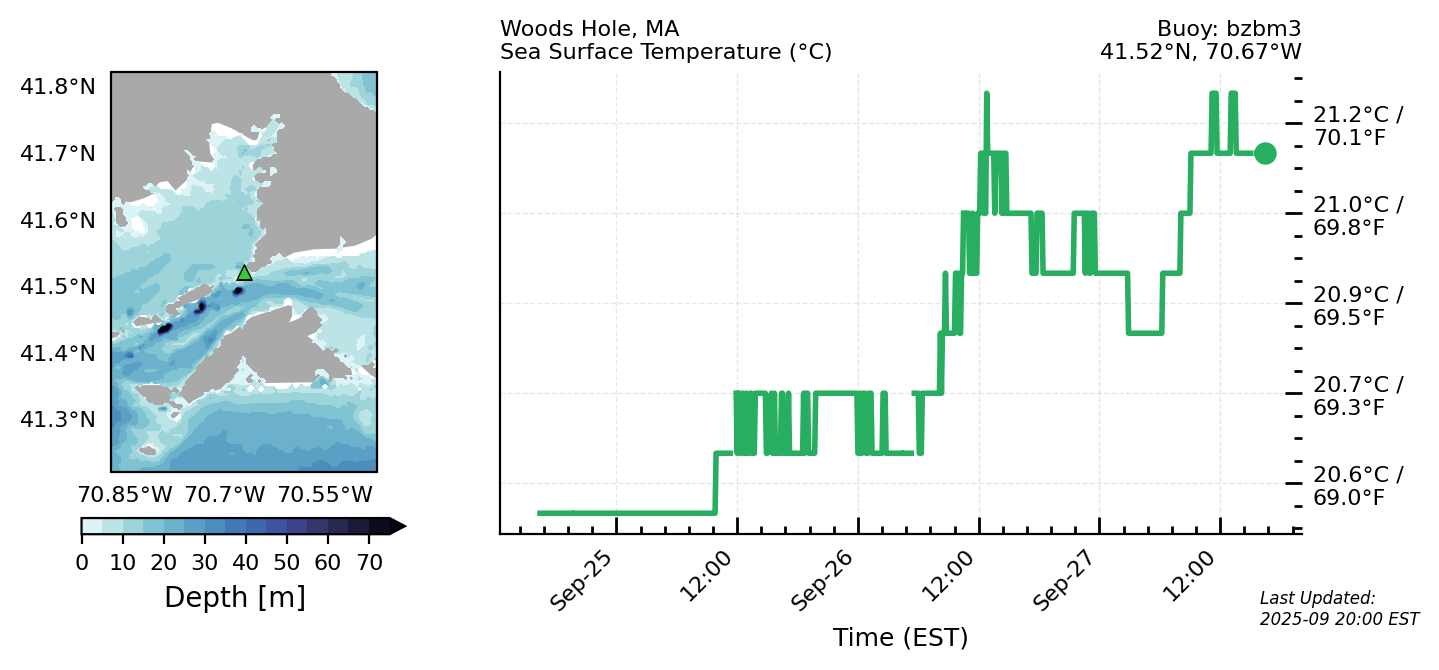 Woods Hole, MA
Sea Surface Temperature (°C)
Buoy: bzbm3
41.52°N, 70.67°W
41.8°N
41.7°N
41.6°N
41.5°N
41.4°N
41.3°N
70.85°W 70.7°W 70.55°W
0 10 20 30 40 50 60 70
Depth [m]
21.2°C /
70.1°F
21.0°C /
69.8°F
20.9°C /
69.5°F
20.7°C /
69.3°F
20.6°C /
69.0°F
Sep-25
12:00
Sep-26
12:00
Sep-27
12:00
Time (EST)
Last Updated:
2025-09 20:00 EST